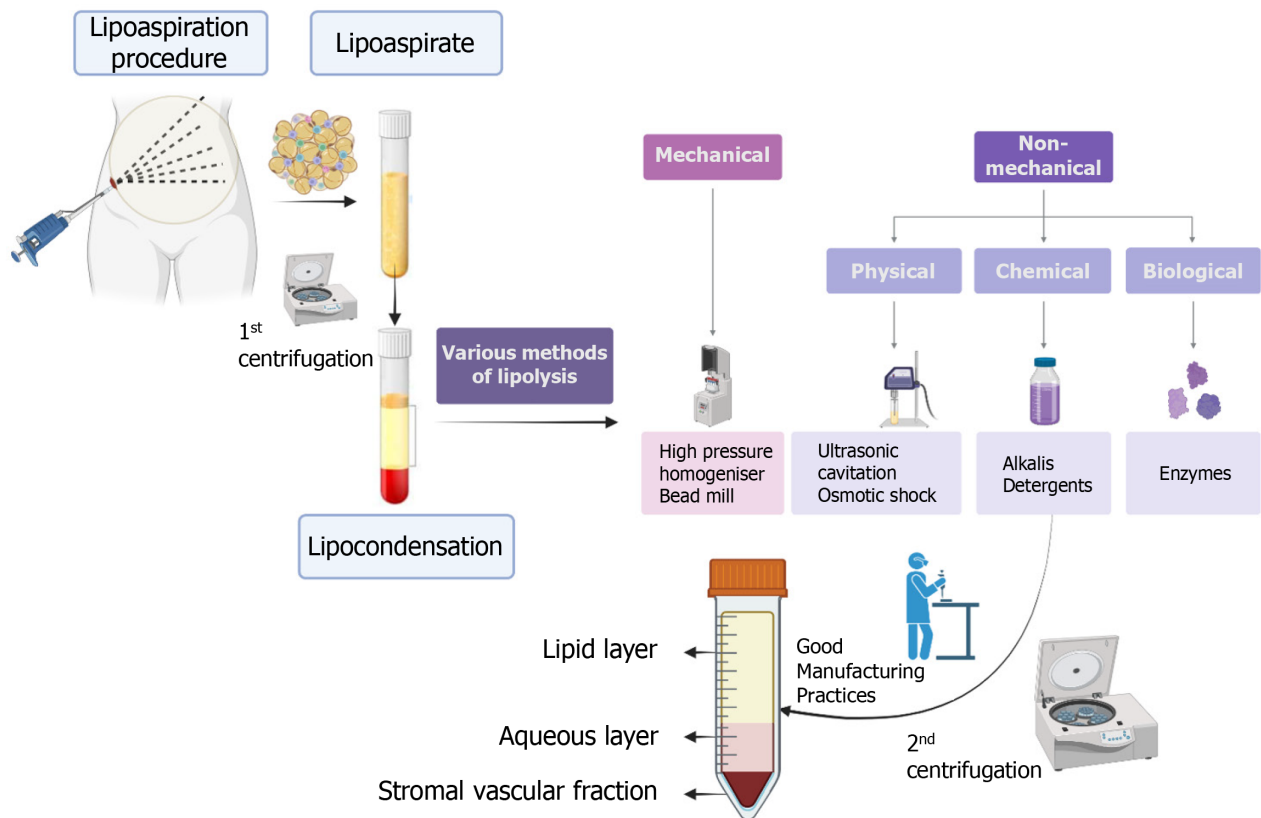 Lipoaspiration
procedure
Lipoaspirate
1st
centrifugation
Various methods
of lipolysis
Lipocondensation
Mechanical
Non-
mechanical
Physical
Chemical
Biological
High pressure
homogeniser
Bead mill
Ultrasonic
cavitation
Osmotic shock
Alkalis
Detergents
Enzymes
Lipid layer
Aqueous layer
Stromal vascular fraction
Good
Manufacturing
Practices
2nd
centrifugation